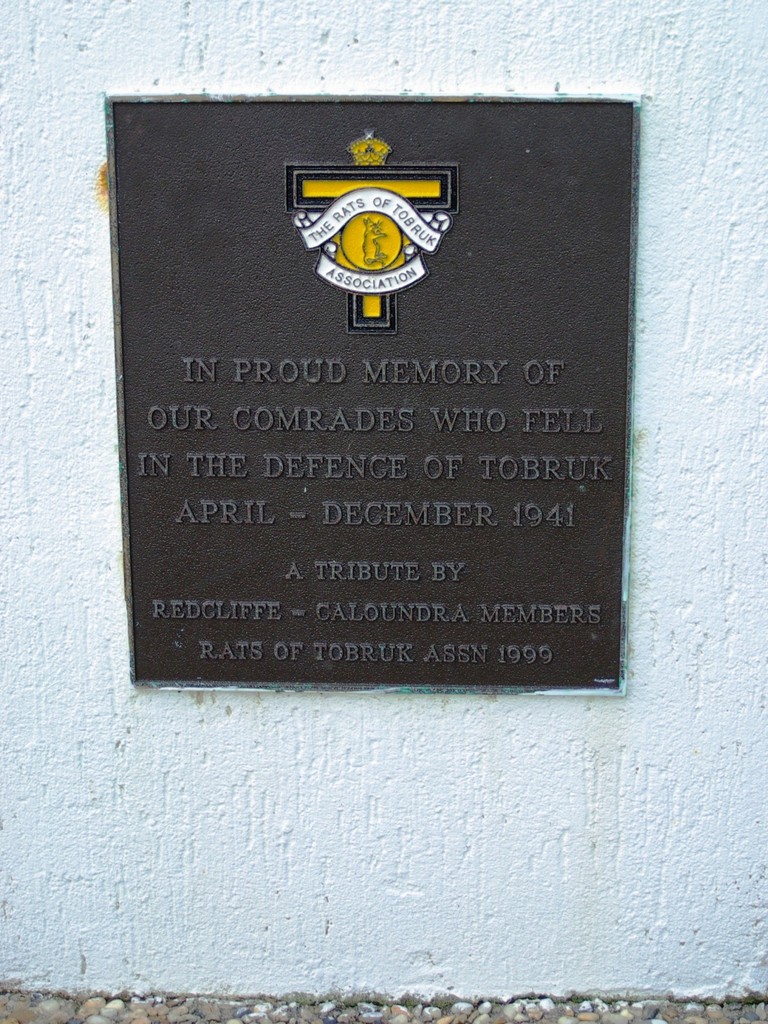 THE RATS OF TOBRUK
ASSOCIATION
IN PROUD MEMORY OF
OUR COMRADES WHO FELL
IN THE DEFENCE OF TOBRUK
APRIL - DECEMBER 1941
A TRIBUTE BY
REDCLIFFE - CALOUNDRA MEMBERS
RATS OF TOBRUK ASSN 1999